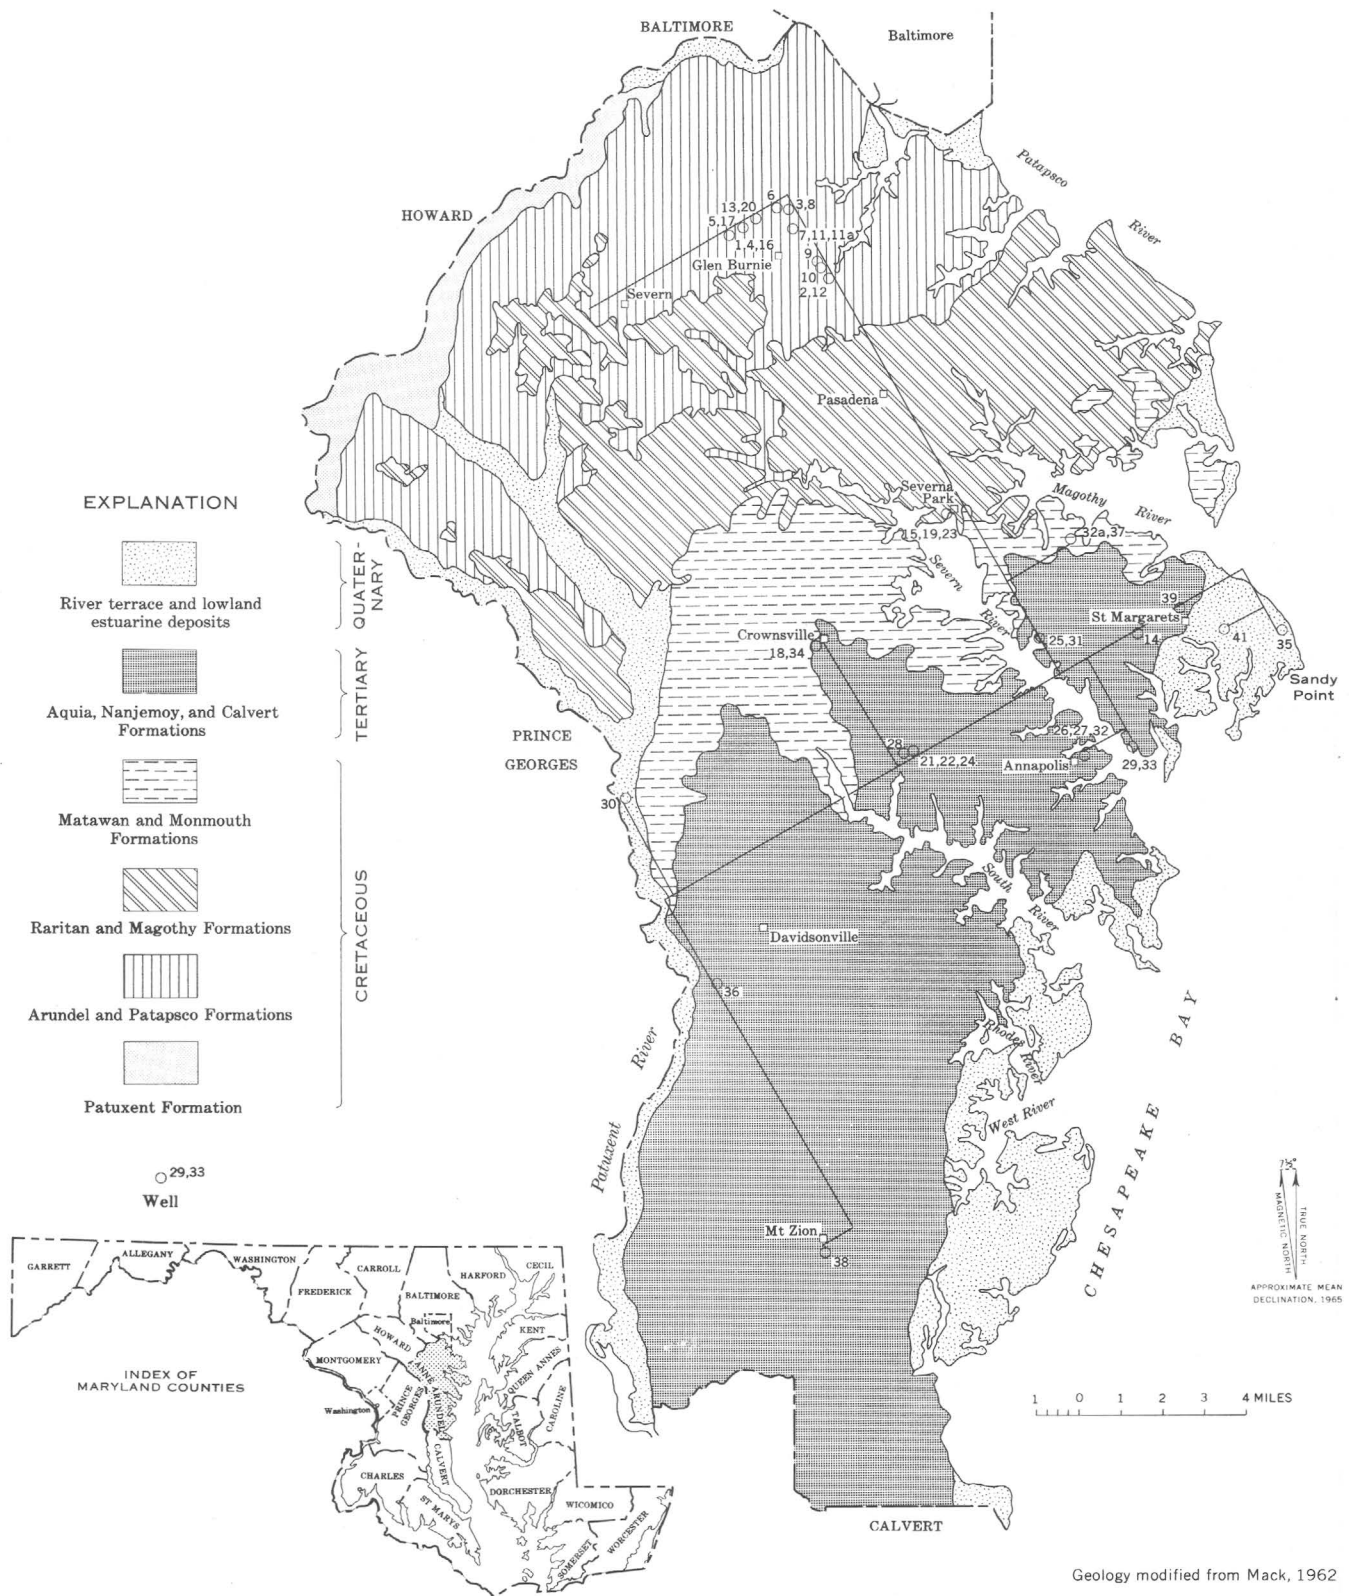 BALTIMORE
Baltimore
Patapsco
River
HOWARD
6
3,8
13,20
5,17
7,11,11a
1,4,16
Glen Burnie
9
10
2,12
Severn
Pasadena
Severna
Park
15,19,23
Magothy
River
32a,37
Severn
River
39
St Margarets
14
25,31
41
35
Sandy
Point
Crownsville
18,34
PRINCE
GEORGES
28
21,22,24
26,27,32
Annapolis
29,33
30
South
River
Davidsonville
36
Rhodes
River
West River
Patuxent
River
CHESAPEAKE BAY
Mt Zion
38
CALVERT
EXPLANATION
River terrace and lowland
estuarine deposits
QUATER-
NARY
Aquia, Nanjemoy, and Calvert
Formations
TERTIARY
Matawan and Monmouth
Formations
Raritan and Magothy Formations
Arundel and Patapsco Formations
Patuxent Formation
CRETACEOUS
29,33
Well
GARRETT
ALLEGANY
WASHINGTON
FREDERICK
CARROLL
BALTIMORE
Baltimore
HARFORD
CECIL
HOWARD
MONTGOMERY
ANNE ARUNDEL
KENT
QUEEN ANNES
CAROLINE
TALBOT
PRINCE
GEORGES
Washington
CALVERT
CHARLES
ST MARYS
DORCHESTER
WICOMICO
SOMERSET
WORCESTER
INDEX OF
MARYLAND COUNTIES
7½°
MAGNETIC NORTH
TRUE NORTH
APPROXIMATE MEAN
DECLINATION, 1965
1 0 1 2 3 4 MILES
Geology modified from Mack, 1962